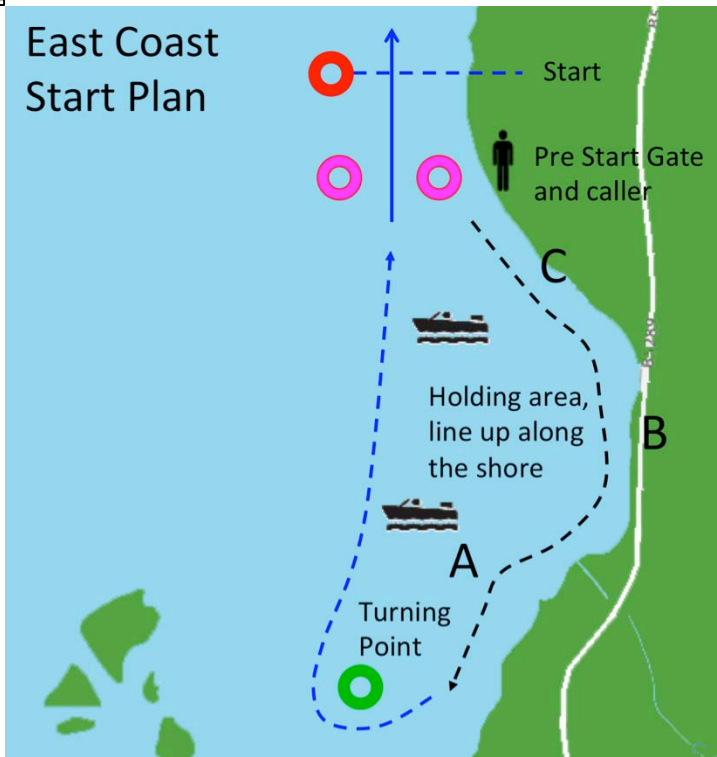 East Coast
Start Plan
Start
Pre Start Gate
and caller
C
Holding area,
line up along
the shore
B
A
Turning
Point